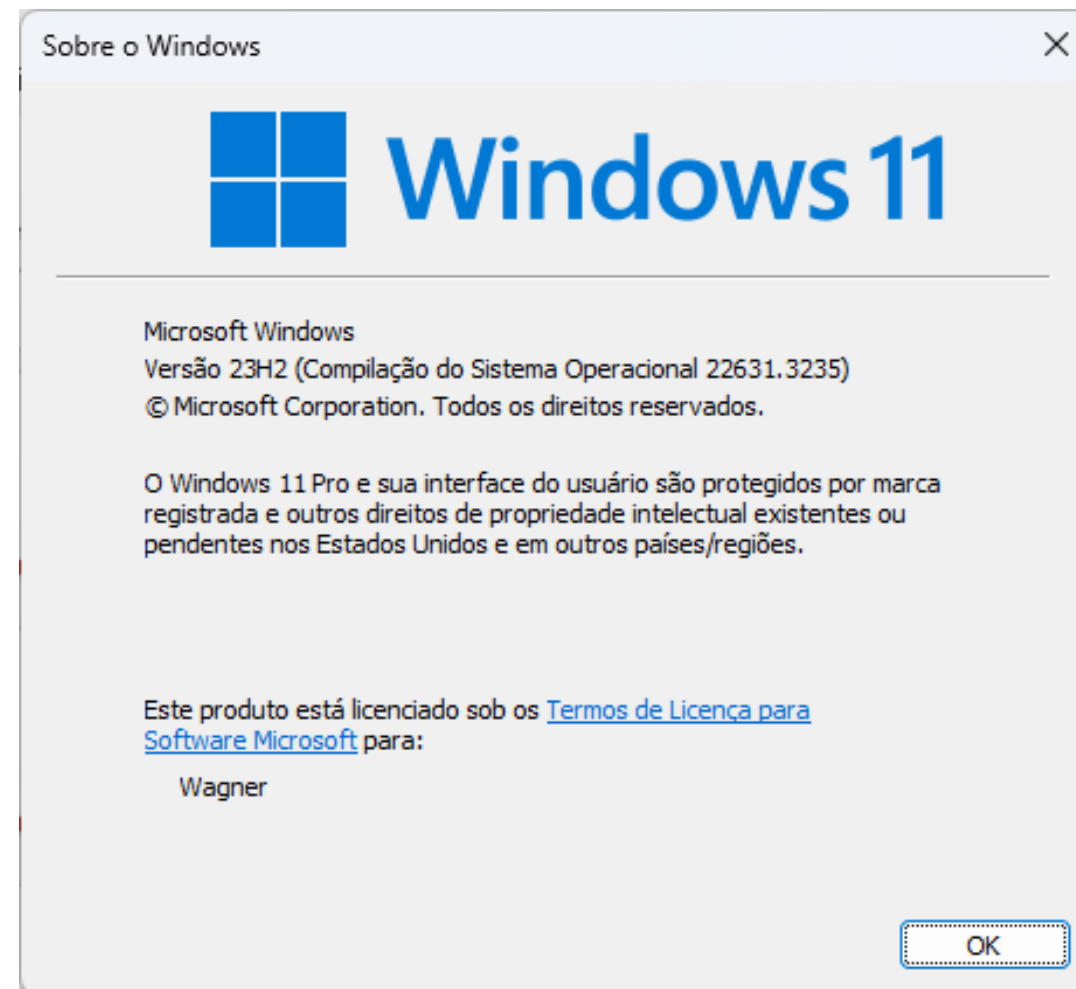 Sobre o Windows
Windows 11
Microsoft Windows
Versão 23H2 (Compilação do Sistema Operacional 22631.3235)
© Microsoft Corporation. Todos os direitos reservados.
O Windows 11 Pro e sua interface do usuário são protegidos por marca
registrada e outros direitos de propriedade intelectual existentes ou
pendentes nos Estados Unidos e em outros países/regiões.
Este produto está licenciado sob os Termos de Licença para
Software Microsoft para:
Wagner
OK